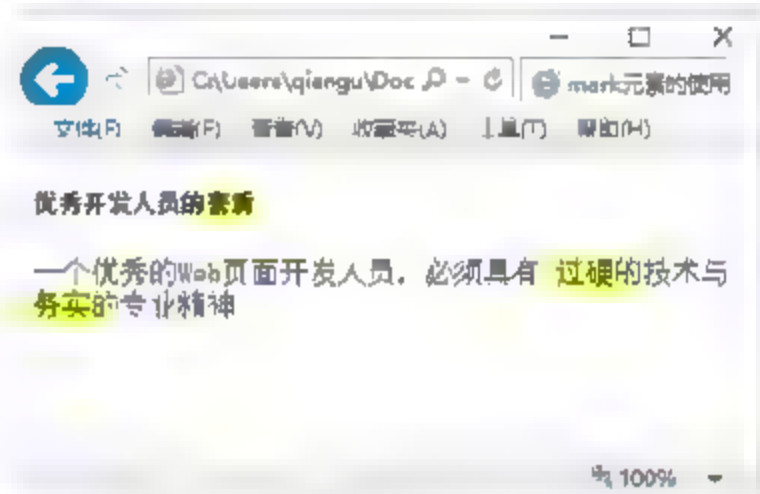 C:\Users\qiangu\Doc
mark元素的使用
文件(F) 编辑(E) 查看(V) 收藏夹(A) 工具(T) 帮助(H)
优秀开发人员的素质
一个优秀的Web页面开发人员，必须具有 过硬的技术与
务实的专业精神
100%